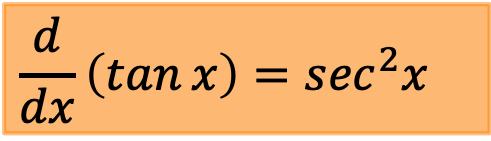 d/dx (tan x) = sec²x